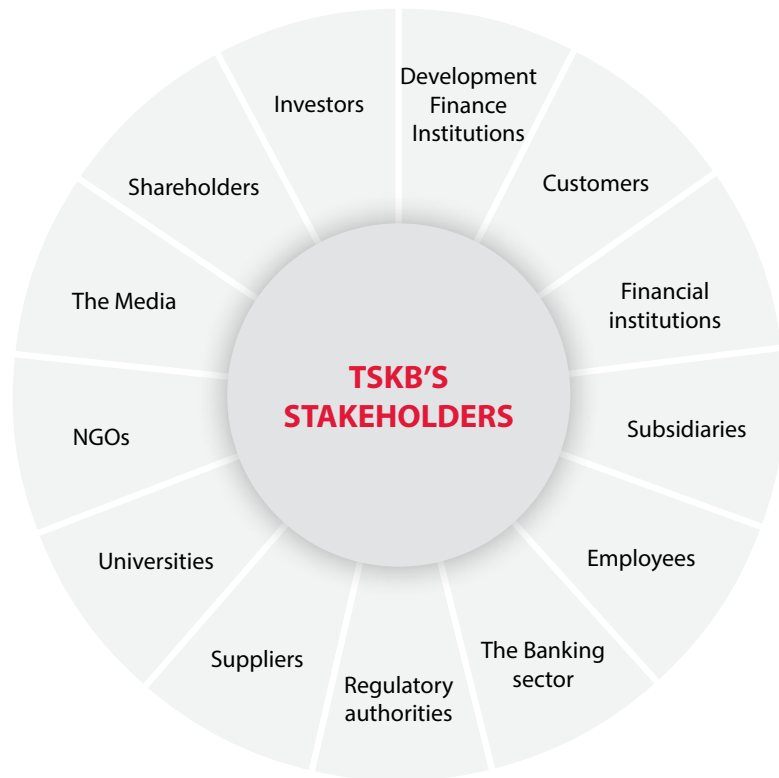 Development
Finance
Institutions
Customers
Financial
institutions
Subsidiaries
Employees
The Banking
sector
Regulatory
authorities
Suppliers
Universities
NGOs
The Media
Shareholders
Investors
TSKB'S
STAKEHOLDERS